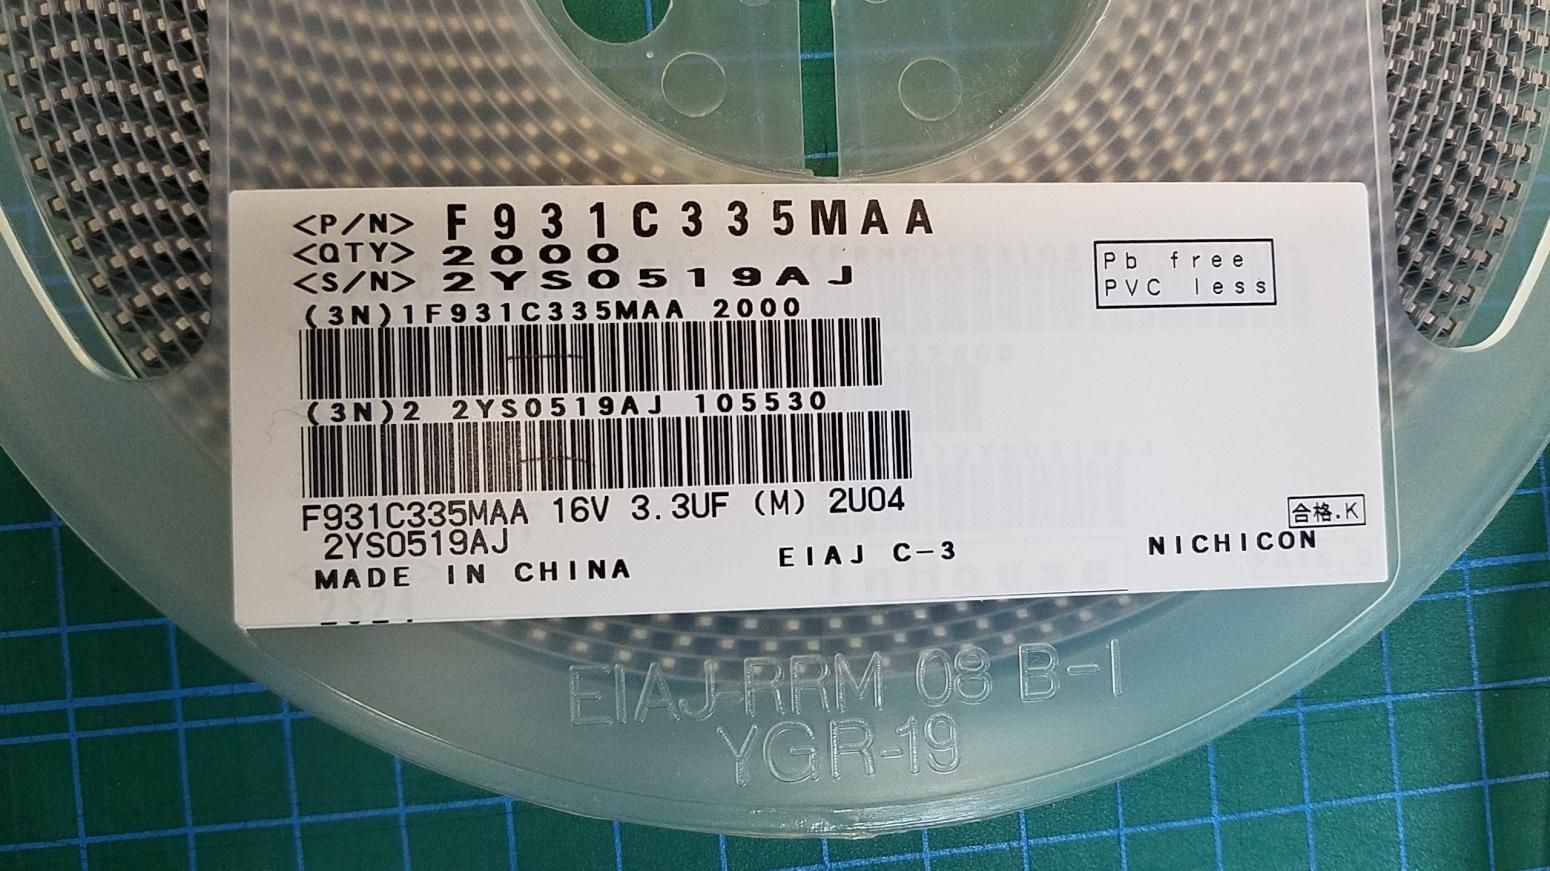 <P/N> F931C335MAA
<QTY> 2000
<S/N> 2YS0519AJ
Pb free
PVC less
(3N)1F931C335MAA 2000
(3N)2 2YS0519AJ 105530
F931C335MAA 16V 3.3UF (M) 2U04
2YS0519AJ
合格.K
MADE IN CHINA EIAJ C-3 NICHICON
EIAJ-RRM 08 B-1
YGR-19